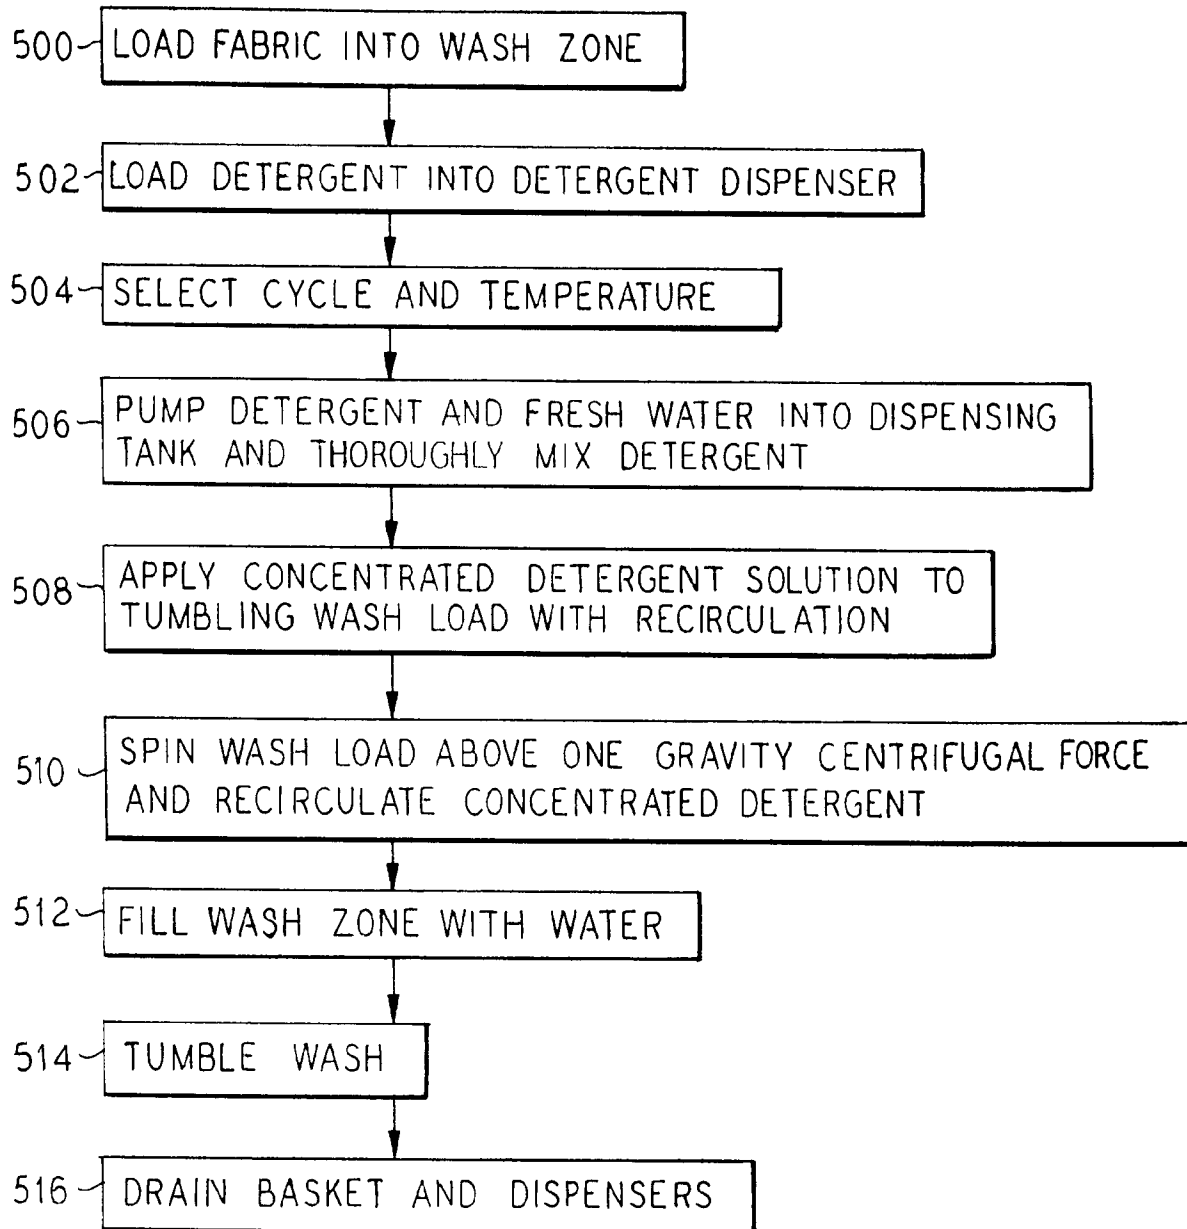 500 LOAD FABRIC INTO WASH ZONE
502 LOAD DETERGENT INTO DETERGENT DISPENSER
504 SELECT CYCLE AND TEMPERATURE
506 PUMP DETERGENT AND FRESH WATER INTO DISPENSING
TANK AND THOROUGHLY MIX DETERGENT
508 APPLY CONCENTRATED DETERGENT SOLUTION TO
TUMBLING WASH LOAD WITH RECIRCULATION
510 SPIN WASH LOAD ABOVE ONE GRAVITY CENTRIFUGAL FORCE
AND RECIRCULATE CONCENTRATED DETERGENT
512 FILL WASH ZONE WITH WATER
514 TUMBLE WASH
516 DRAIN BASKET AND DISPENSERS